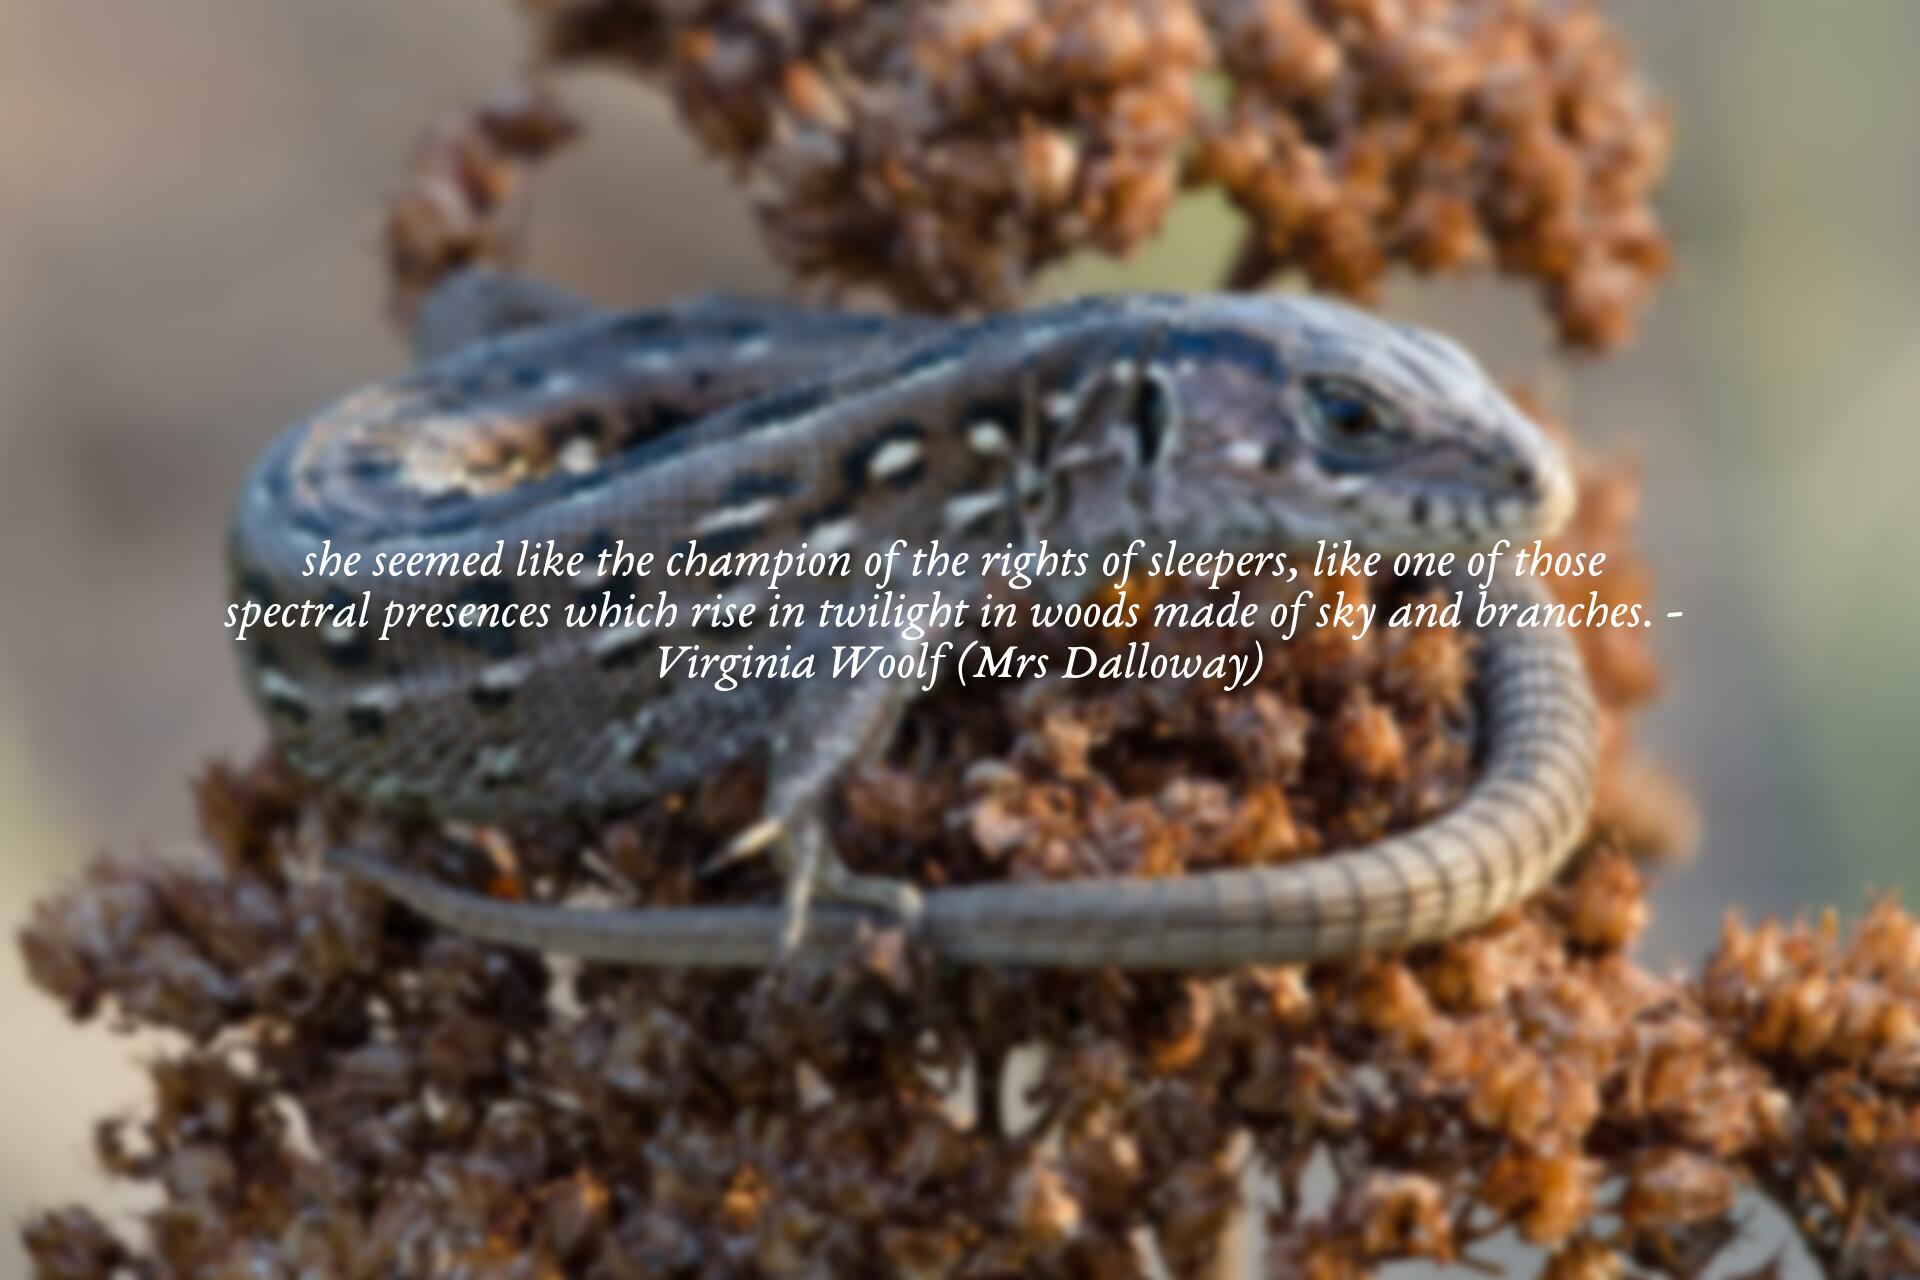 she seemed like the champion of the rights of sleepers, like one of those
spectral presences which rise in twilight in woods made of sky and branches. -
Virginia Woolf (Mrs Dalloway)